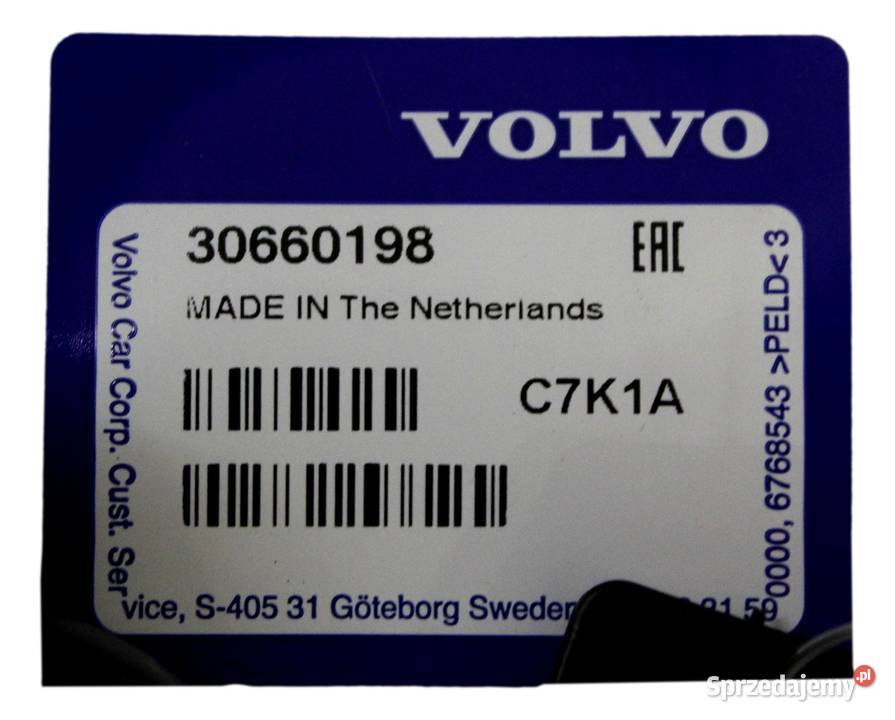 VOLVO
30660198
EAC
MADE IN The Netherlands
C7K1A
Volvo Car Corp. Cust. Service, S-405 31 Göteborg Sweden
0000, 6768543 >PELD< 3
Sprzedajemy.pl